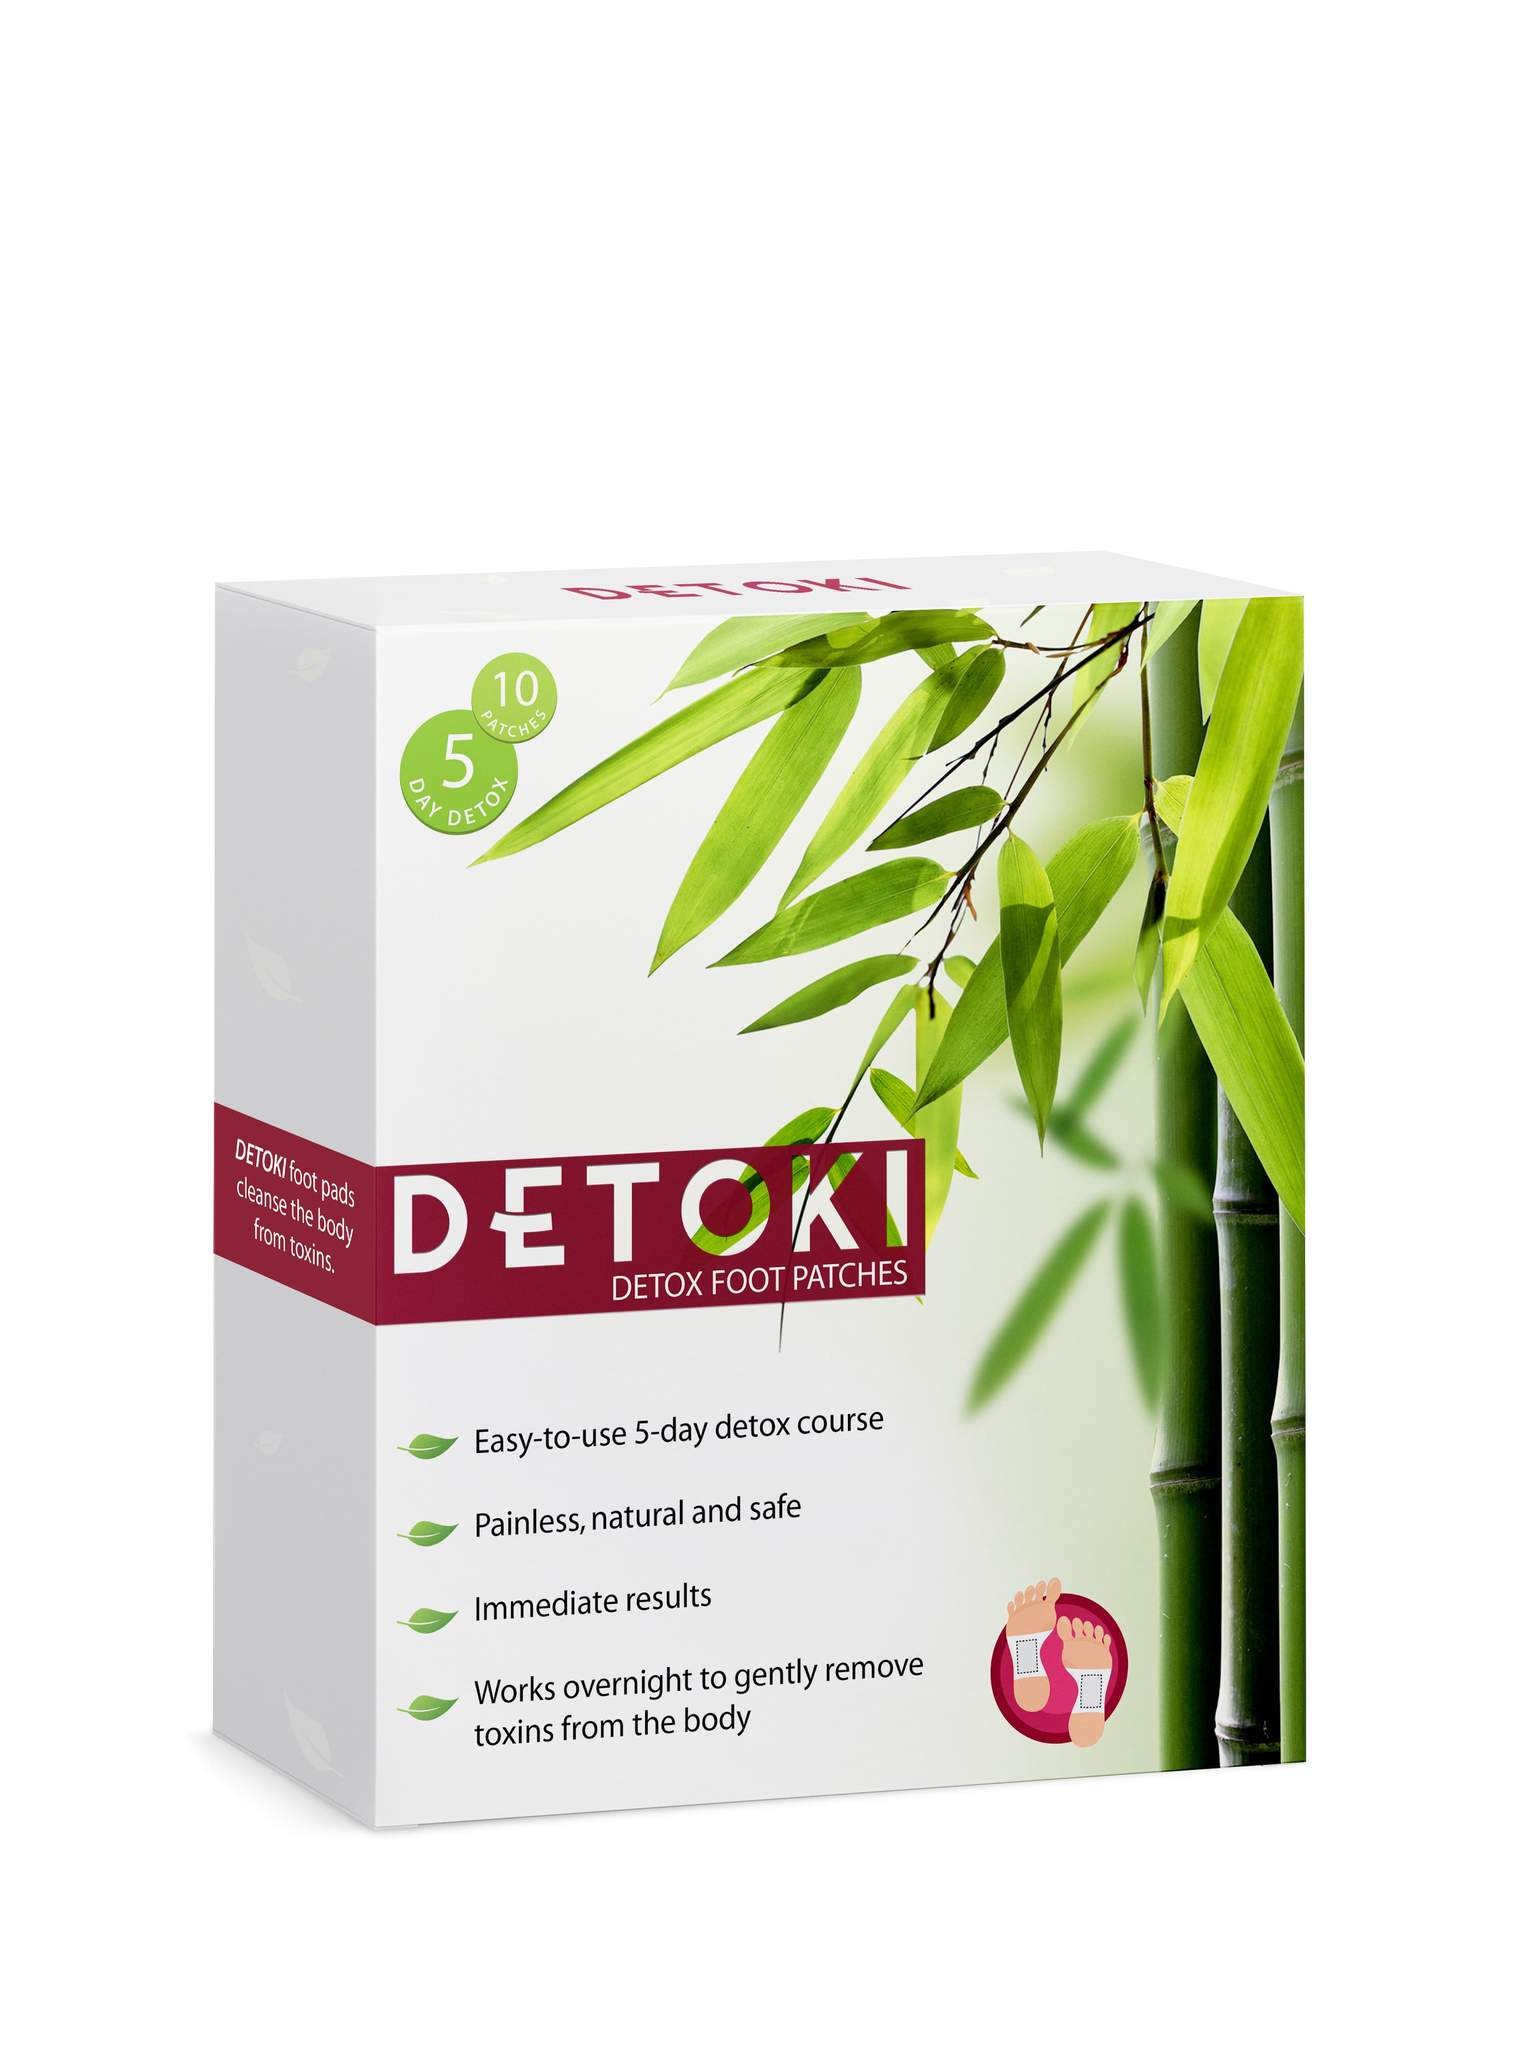 DETOKI
10
PATCHES
5
DAY DETOX
DETOKI foot pads
cleanse the body
from toxins.
DETOKI
DETOX FOOT PATCHES
Easy-to-use 5-day detox course
Painless, natural and safe
Immediate results
Works overnight to gently remove
toxins from the body